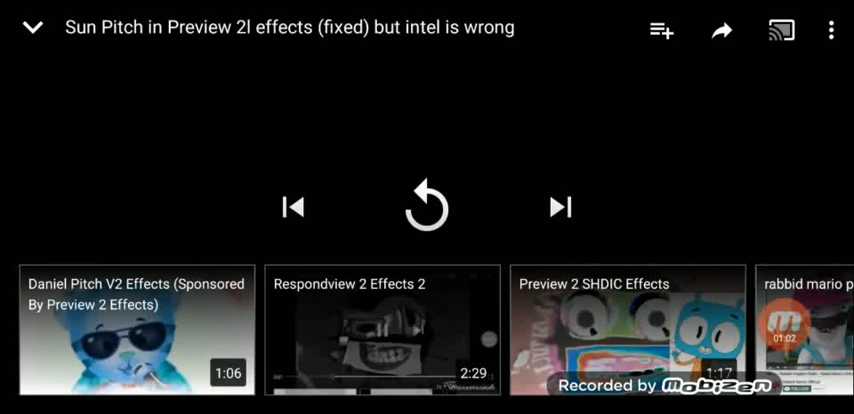 Sun Pitch in Preview 2l effects (fixed) but intel is wrong
Daniel Pitch V2 Effects (Sponsored
By Preview 2 Effects)
1:06
Respondview 2 Effects 2
2:29
Preview 2 SHDIC Effects
1:17
rabbid mario p
01:02
Recorded by mobizen